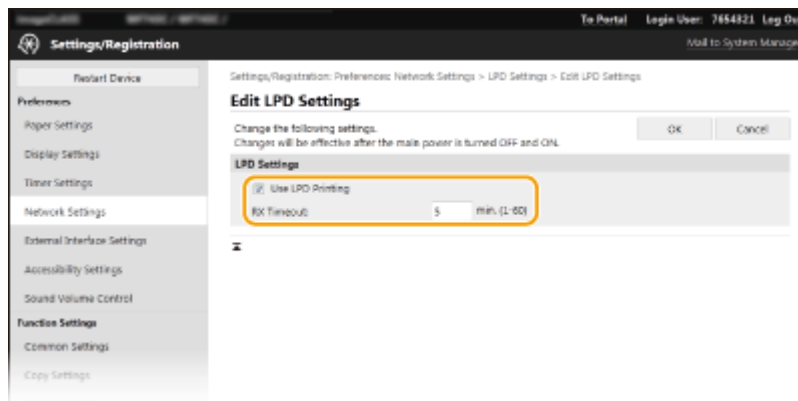 To Portal Login User: 7654321 Log Ou
Settings/Registration
Mail to System Manage
Restart Device
Preferences
Paper Settings
Display Settings
Timer Settings
Network Settings
External Interface Settings
Accessibility Settings
Sound Volume Control
Function Settings
Common Settings
Copy Settings
Settings/Registration: Preferences: Network Settings > LPD Settings > Edit LPD Settings
Edit LPD Settings
Change the following settings.
Changes will be effective after the main power is turned OFF and ON.
OK Cancel
LPD Settings
Use LPD Printing
RX Timeout: 5 min. (1-60)